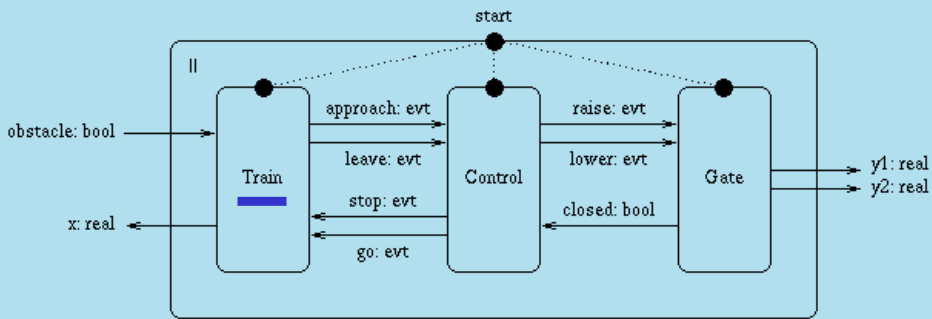 start
||
approach: evt
raise: evt
obstacle: bool
leave: evt
lower: evt
y1: real
Train
Control
Gate
y2: real
stop: evt
closed: bool
x: real
go: evt